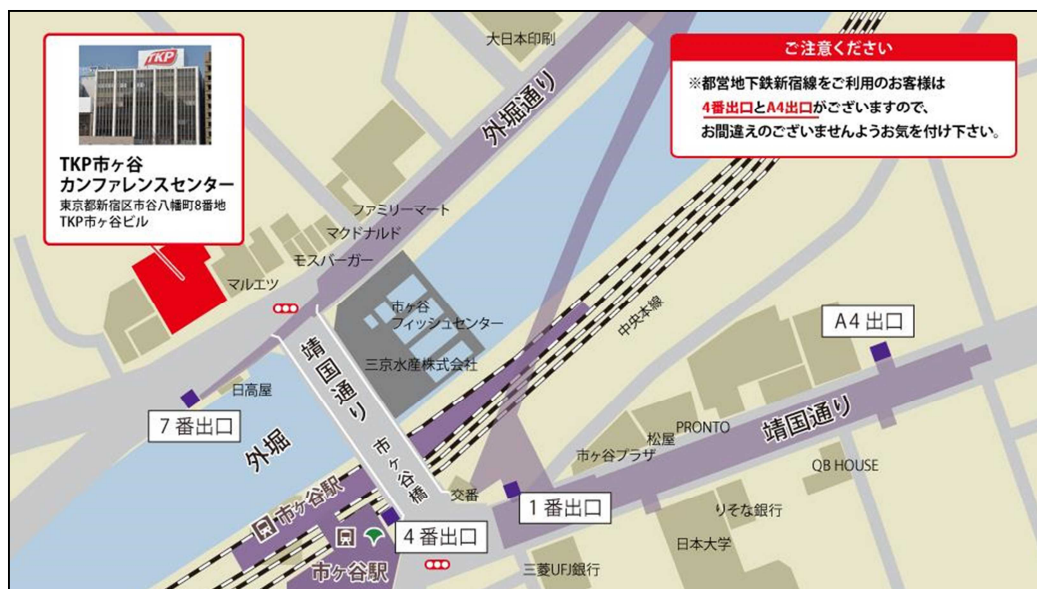 TKP
TKP市ヶ谷
カンファレンスセンター
東京都新宿区市谷八幡町8番地
TKP市ヶ谷ビル
大日本印刷
外堀通り
ご注意ください
※都営地下鉄新宿線をご利用のお客様は
4番出口とA4出口がございますので、
お間違えのございませんようお気を付け下さい。
ファミリーマート
マクドナルド
モスバーガー
マルエツ
市ヶ谷
フィッシュセンター
三京水産株式会社
中央本線
A4出口
靖国通り
日高屋
7番出口
外堀
市ヶ谷橋
靖国通り
PRONTO
松屋
市ヶ谷プラザ
QB HOUSE
交番
1番出口
市ヶ谷駅
4番出口
りそな銀行
日本大学
市ヶ谷駅
三菱UFJ銀行